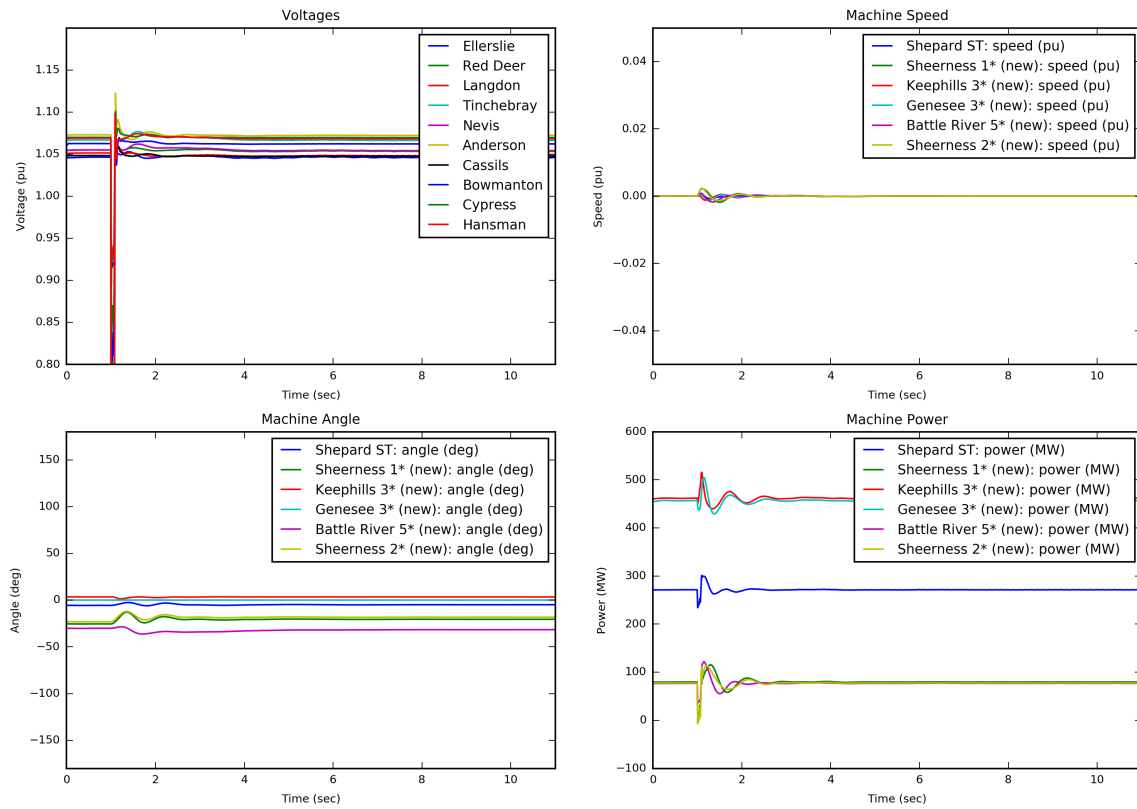 Voltages
Voltage (pu)
1.15
1.10
1.05
1.00
0.95
0.90
0.85
0.80
0
2
4
6
8
10
Time (sec)
Ellerslie
Red Deer
Langdon
Tinchebray
Nevis
Anderson
Cassils
Bowmanton
Cypress
Hansman
Machine Speed
Speed (pu)
0.04
0.02
0.00
−0.02
−0.04
0
2
4
6
8
10
Time (sec)
Shepard ST: speed (pu)
Sheerness 1* (new): speed (pu)
Keephills 3* (new): speed (pu)
Genesee 3* (new): speed (pu)
Battle River 5* (new): speed (pu)
Sheerness 2* (new): speed (pu)
Machine Angle
Angle (deg)
150
100
50
0
−50
−100
−150
0
2
4
6
8
10
Time (sec)
Shepard ST: angle (deg)
Sheerness 1* (new): angle (deg)
Keephills 3* (new): angle (deg)
Genesee 3* (new): angle (deg)
Battle River 5* (new): angle (deg)
Sheerness 2* (new): angle (deg)
Machine Power
Power (MW)
600
500
400
300
200
100
0
−100
0
2
4
6
8
10
Time (sec)
Shepard ST: power (MW)
Sheerness 1* (new): power (MW)
Keephills 3* (new): power (MW)
Genesee 3* (new): power (MW)
Battle River 5* (new): power (MW)
Sheerness 2* (new): power (MW)